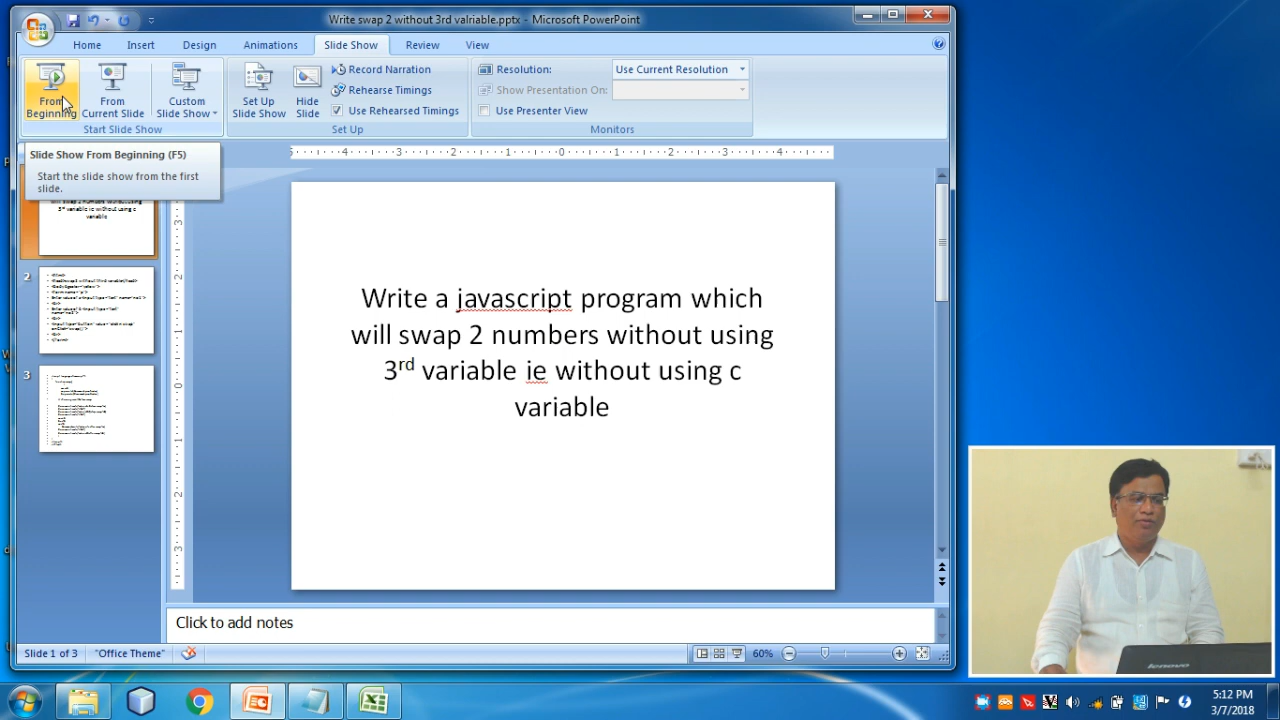 Write swap 2 without 3rd valriable.pptx - Microsoft PowerPoint
Home Insert Design Animations Slide Show Review View
From Beginning
From Current Slide
Custom Slide Show
Start Slide Show
Set Up Slide Show
Hide Slide
Record Narration
Rehearse Timings
Use Rehearsed Timings
Set Up
Resolution: Use Current Resolution
Show Presentation On:
Use Presenter View
Monitors
Slide Show From Beginning (F5)
Start the slide show from the first
slide.
Write a javascript program which
will swap 2 numbers without using
3rd variable ie without using c
variable
2
3
Click to add notes
Slide 1 of 3 "Office Theme" 60%
lenovo
5:12 PM
3/7/2018